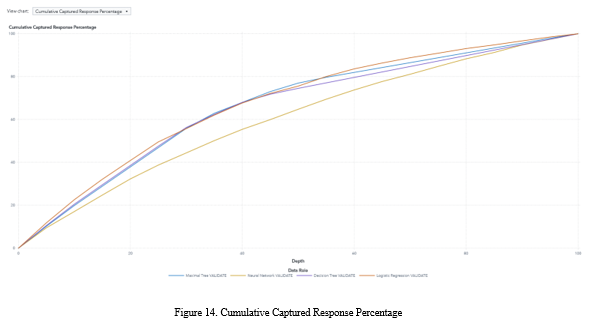 View chart: Cumulative Captured Response Percentage
Cumulative Captured Response Percentage
100
80
60
40
20
0
0 20 40 60 80 100
Depth
Data Role
Maximal Tree VALIDATE Neural Network VALIDATE Decision Tree VALIDATE Logistic Regression VALIDATE
Figure 14. Cumulative Captured Response Percentage